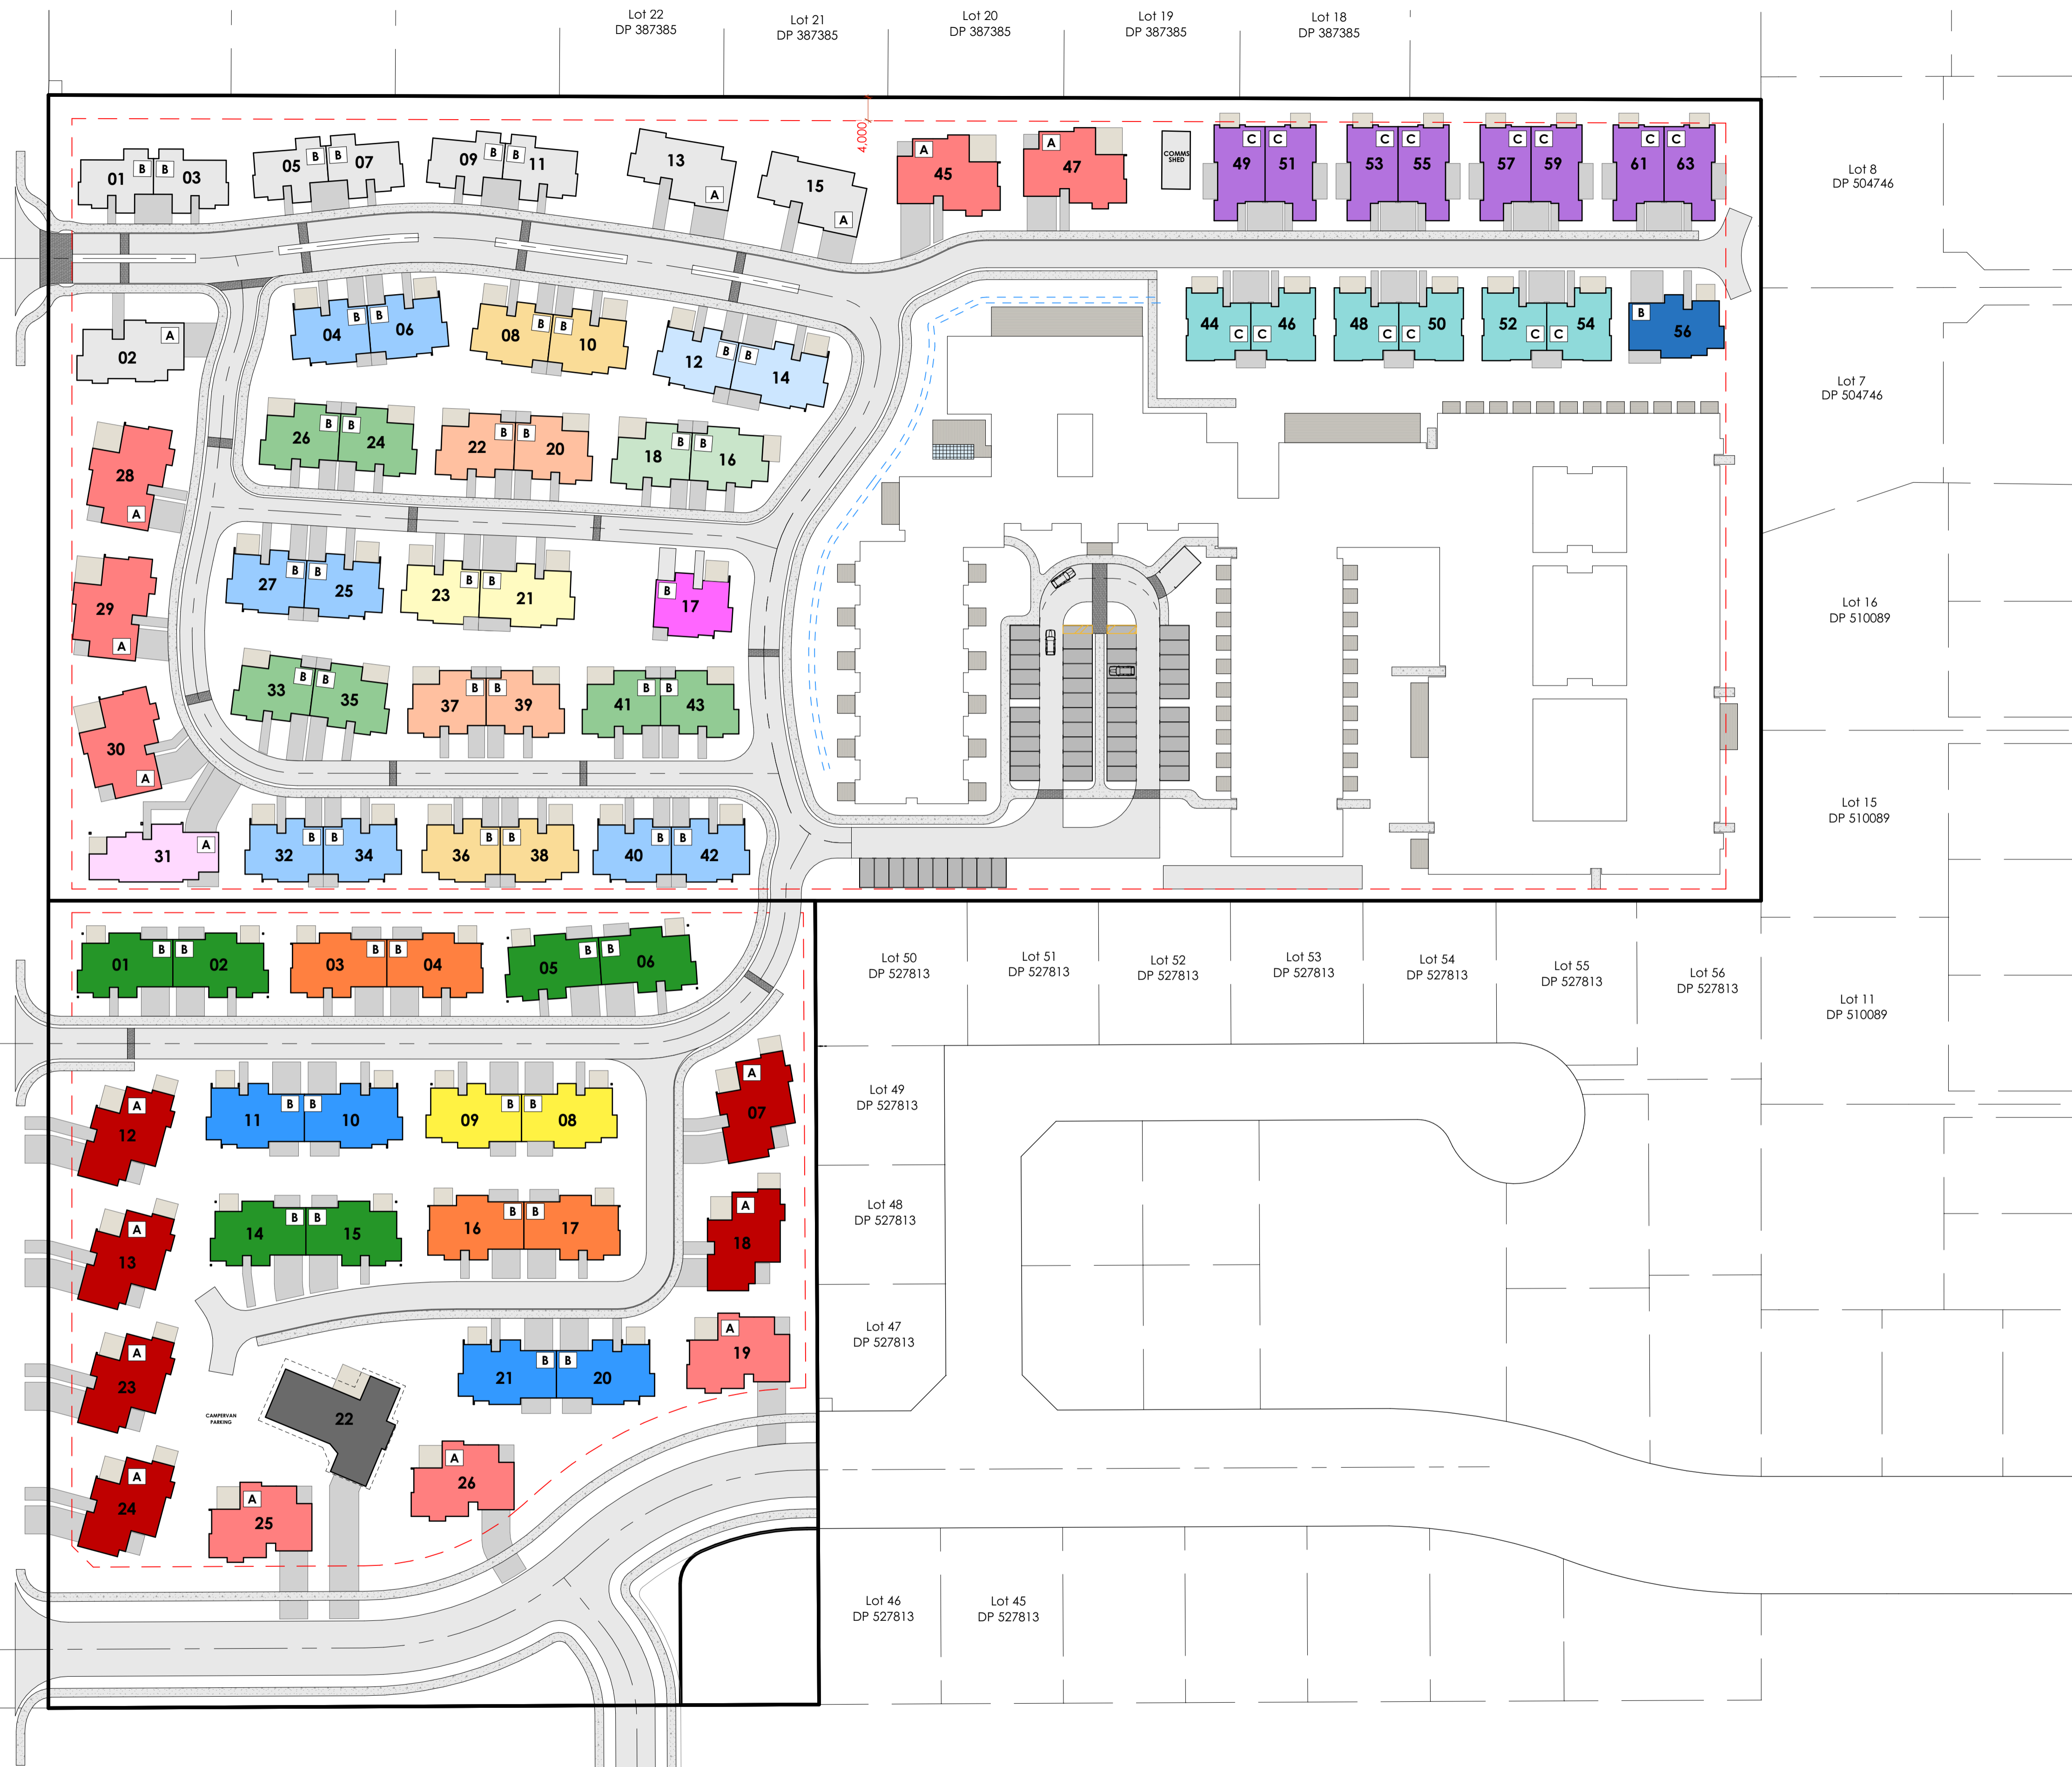 Lot 22
DP 387385
Lot 21
DP 387385
Lot 20
DP 387385
Lot 19
DP 387385
Lot 18
DP 387385
4,000
01 B B 03
05 B B 07
09 B B 11
13 A
15 A
A 45
A 47
COMMS
SHED
C C
49 51
C C
53 55
C C
57 59
C C
61 63
Lot 8
DP 504746
02 A
04 B B 06
08 B B 10
12 B B 14
44 C C 46
48 C C 50
52 C C 54
B 56
Lot 7
DP 504746
28 A
26 B B 24
22 B B 20
18 B B 16
29 A
27 B B 25
23 B B 21
B 17
Lot 16
DP 510089
30 A
33 B B 35
37 B B 39
41 B B 43
31 A
32 B B 34
36 B B 38
40 B B 42
Lot 15
DP 510089
01 B B 02
03 B B 04
05 B B 06
Lot 50
DP 527813
Lot 51
DP 527813
Lot 52
DP 527813
Lot 53
DP 527813
Lot 54
DP 527813
Lot 55
DP 527813
Lot 56
DP 527813
Lot 11
DP 510089
A
12
11 B B 10
09 B B 08
A
07
Lot 49
DP 527813
A
13
14 B B 15
16 B B 17
A
18
Lot 48
DP 527813
A
23
CAMPERVAN
PARKING
22
21 B B 20
A
19
Lot 47
DP 527813
A
24
A
25
A
26
Lot 46
DP 527813
Lot 45
DP 527813